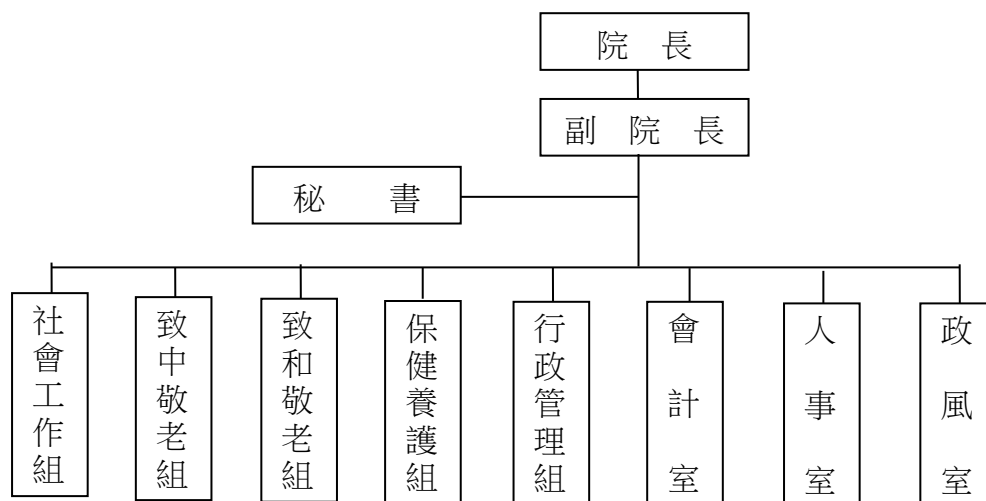 院長
副院長
秘書
社會工作組
致中敬老組
致和敬老組
保健養護組
行政管理組
會計室
人事室
政風室